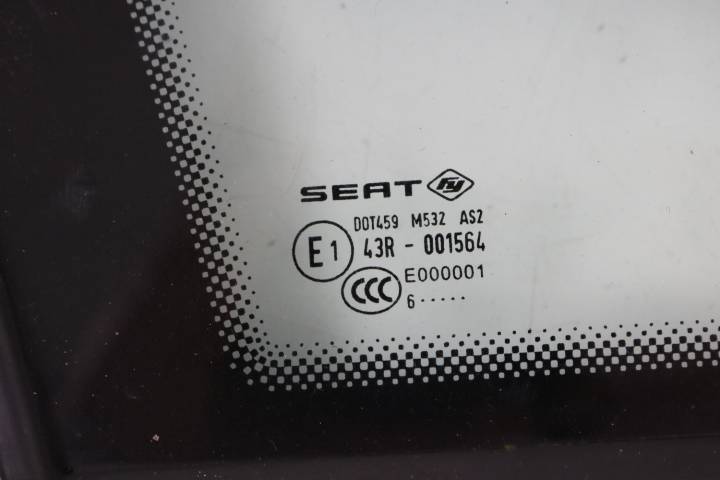 SEAT fy
DOT459 M532 AS2
E1 43R - 001564
CCC E000001
6·····